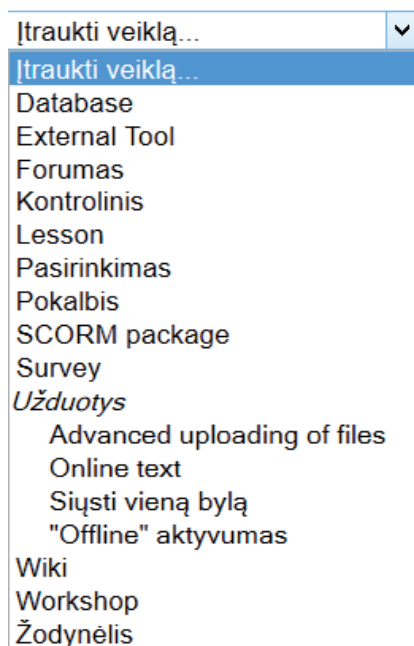 Įtraukti veiklą...
Įtraukti veiklą...
Database
External Tool
Forumas
Kontrolinis
Lesson
Pasirinkimas
Pokalbis
SCORM package
Survey
Užduotys
Advanced uploading of files
Online text
Siųsti vieną bylą
"Offline" aktyvumas
Wiki
Workshop
Žodynėlis